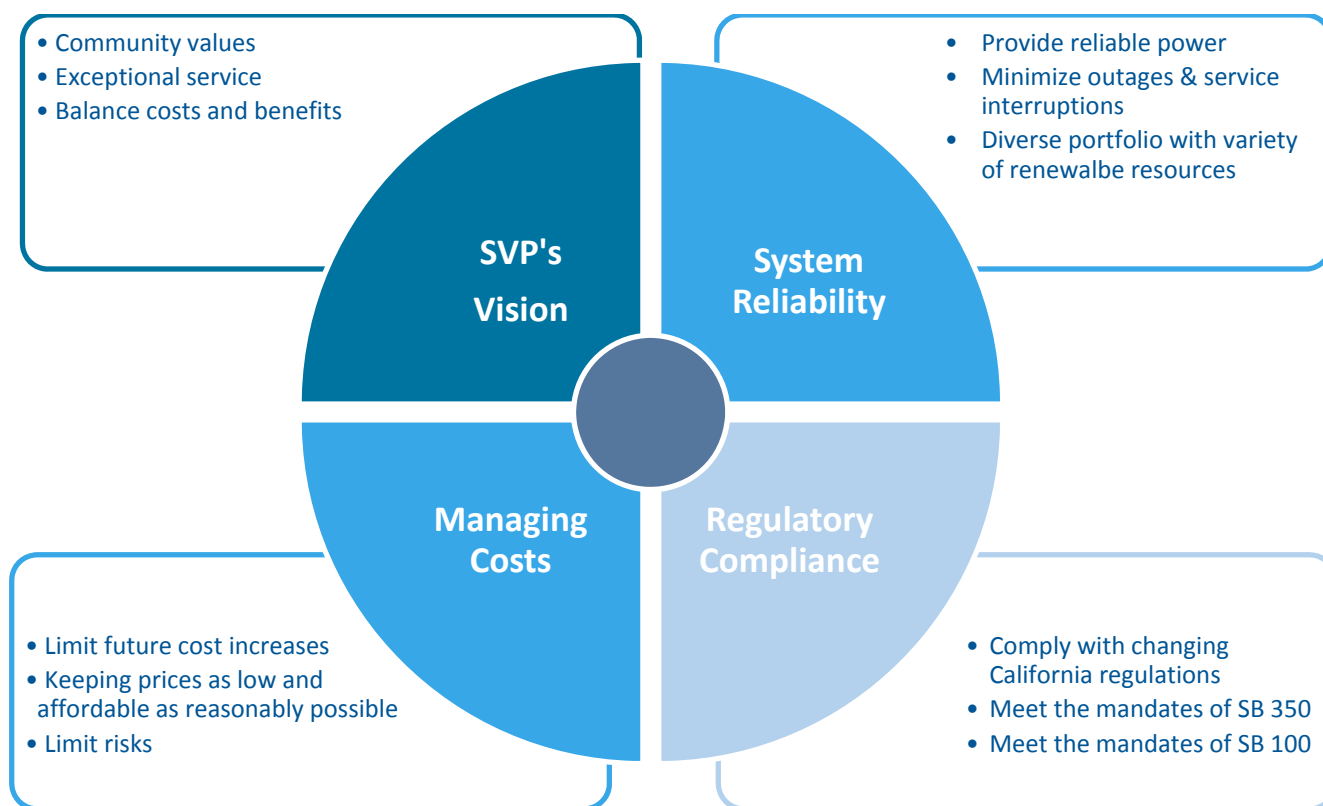 • Community values
• Exceptional service
• Balance costs and benefits
• Provide reliable power
• Minimize outages & service
interruptions
• Diverse portfolio with variety
of renewalbe resources
SVP's
Vision
System
Reliability
Managing
Costs
Regulatory
Compliance
• Limit future cost increases
• Keeping prices as low and
affordable as reasonably possible
• Limit risks
• Comply with changing
California regulations
• Meet the mandates of SB 350
• Meet the mandates of SB 100